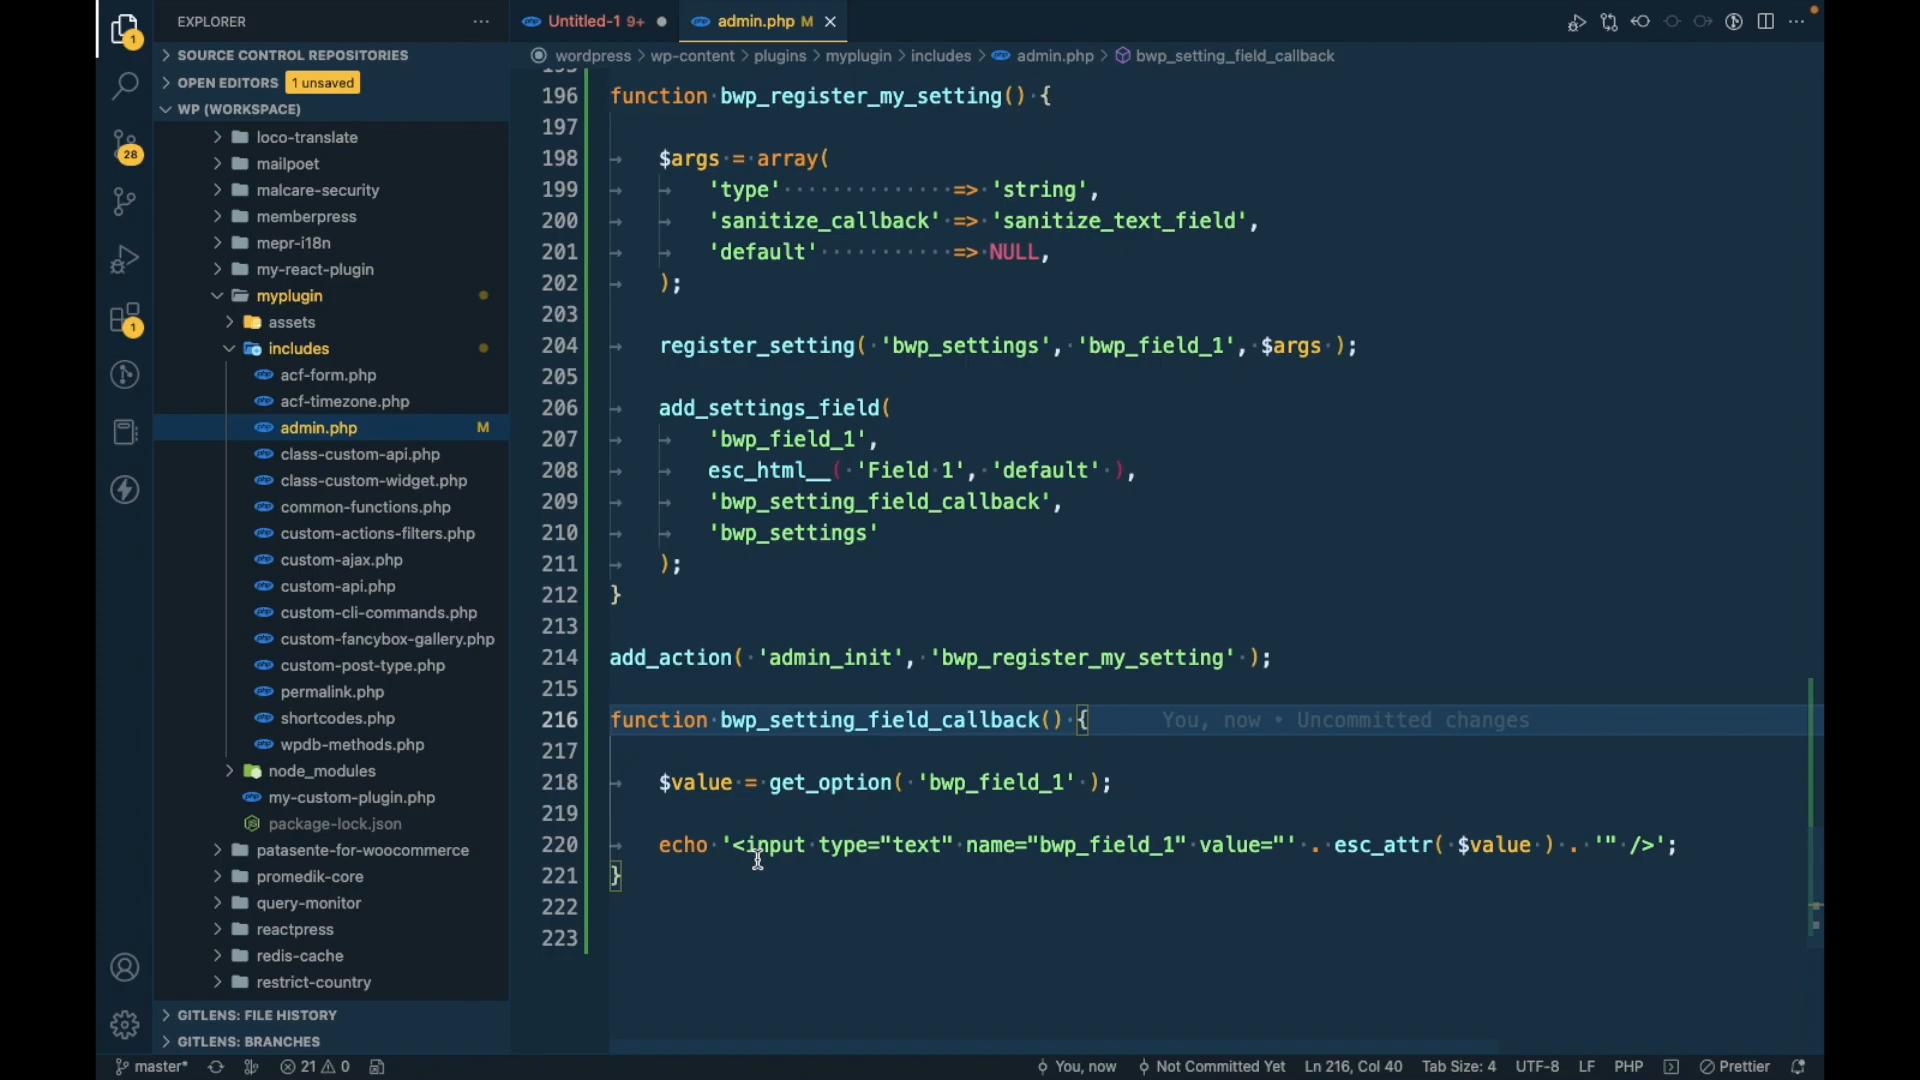 EXPLORER
SOURCE CONTROL REPOSITORIES
OPEN EDITORS 1 unsaved
WP (WORKSPACE)
loco-translate
mailpoet
malcare-security
memberpress
mepr-i18n
my-react-plugin
myplugin
assets
includes
acf-form.php
acf-timezone.php
admin.php M
class-custom-api.php
class-custom-widget.php
common-functions.php
custom-actions-filters.php
custom-ajax.php
custom-api.php
custom-cli-commands.php
custom-fancybox-gallery.php
custom-post-type.php
permalink.php
shortcodes.php
wpdb-methods.php
node_modules
my-custom-plugin.php
package-lock.json
patasente-for-woocommerce
promedik-core
query-monitor
reactpress
redis-cache
restrict-country
GITLENS: FILE HISTORY
GITLENS: BRANCHES
1
28
1
Untitled-1 9+
admin.php M
wordpress > wp-content > plugins > myplugin > includes > admin.php > bwp_setting_field_callback
196 function bwp_register_my_setting() {
197
198 $args = array(
199 'type' => 'string',
200 'sanitize_callback' => 'sanitize_text_field',
201 'default' => NULL,
202 );
203
204 register_setting( 'bwp_settings', 'bwp_field_1', $args );
205
206 add_settings_field(
207 'bwp_field_1',
208 esc_html__( 'Field 1', 'default' ),
209 'bwp_setting_field_callback',
210 'bwp_settings'
211 );
212 }
213
214 add_action( 'admin_init', 'bwp_register_my_setting' );
215
216 function bwp_setting_field_callback() { You, now • Uncommitted changes
217
218 $value = get_option( 'bwp_field_1' );
219
220 echo '<input type="text" name="bwp_field_1" value="' . esc_attr( $value ) . '" />';
221 }
222
223
master* 21 0 You, now Not Committed Yet Ln 216, Col 40 Tab Size: 4 UTF-8 LF PHP Prettier